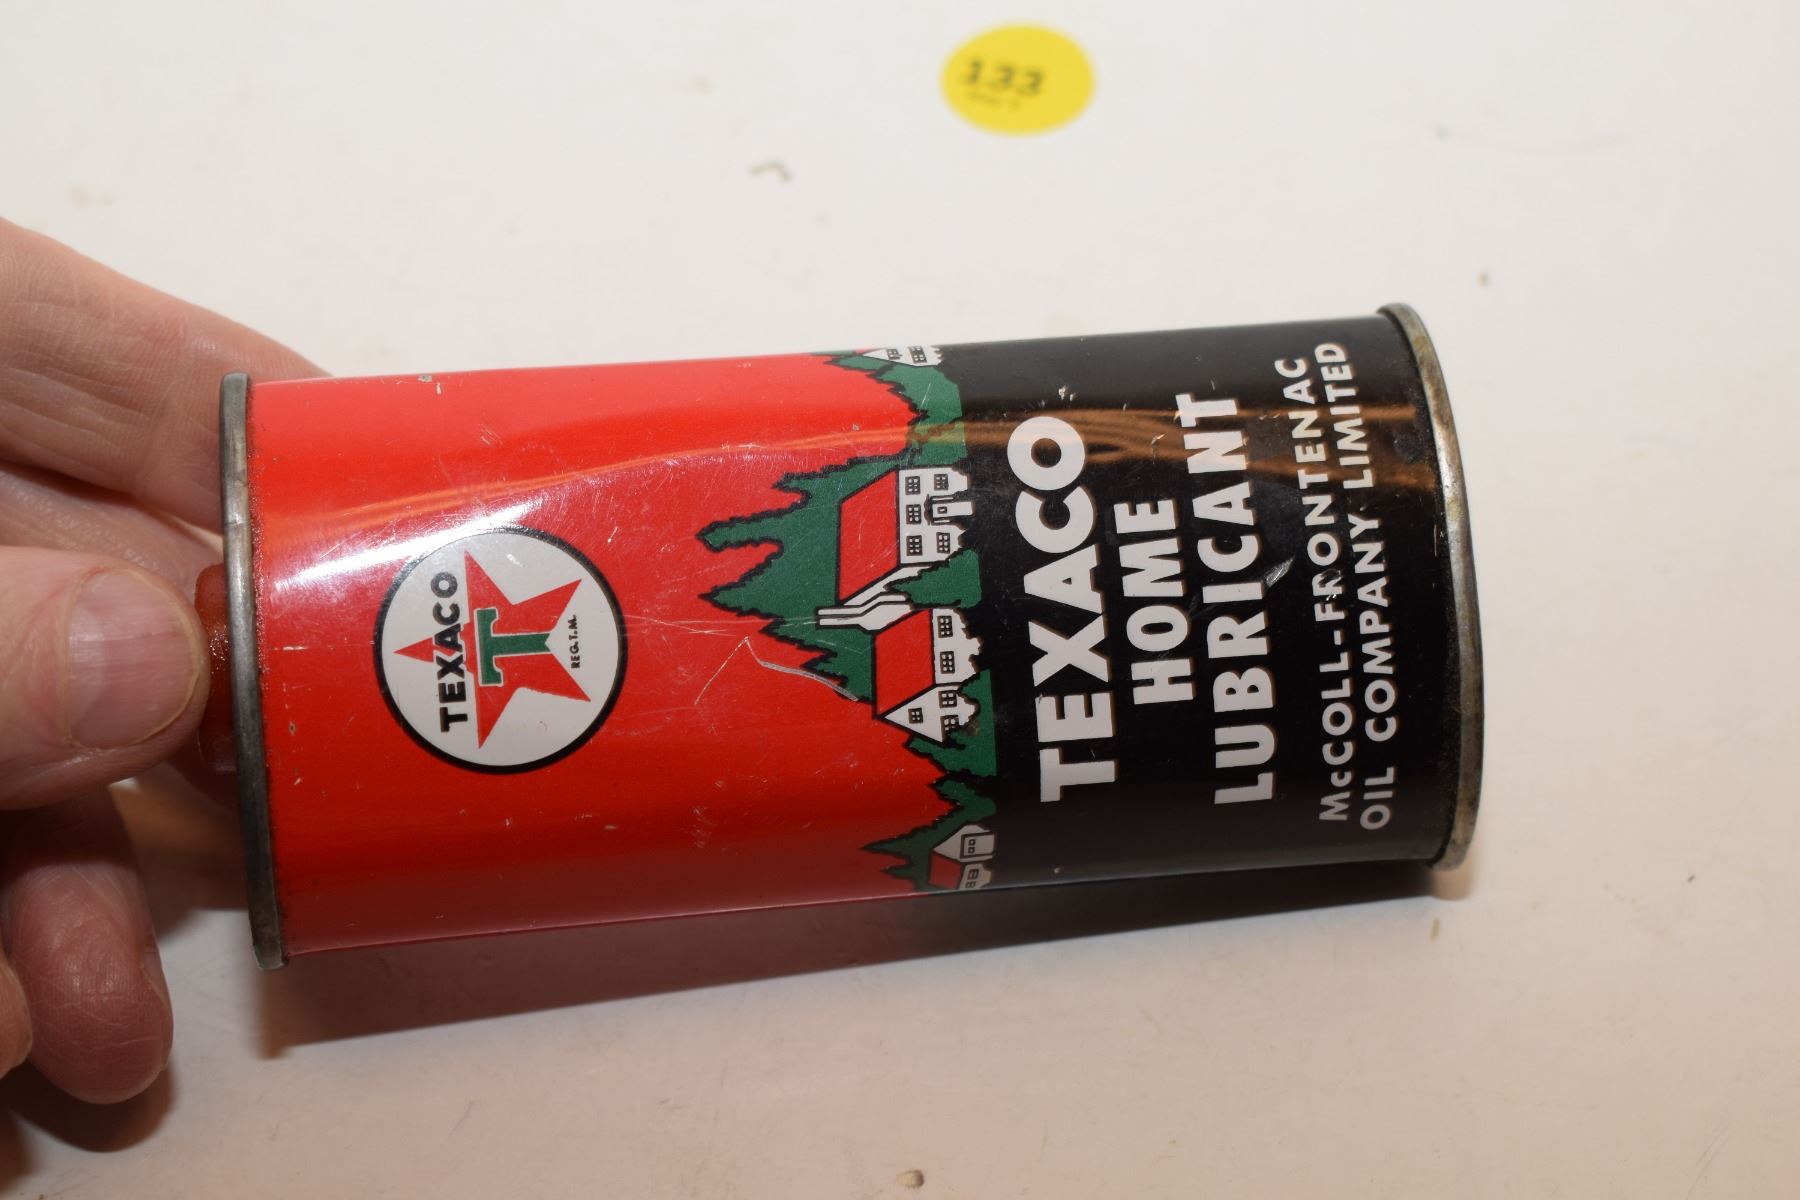 133
TEXACO
T
REG. T.M.
TEXACO
HOME
LUBRICANT
McCOLL-FRONTENAC
OIL COMPANY LIMITED